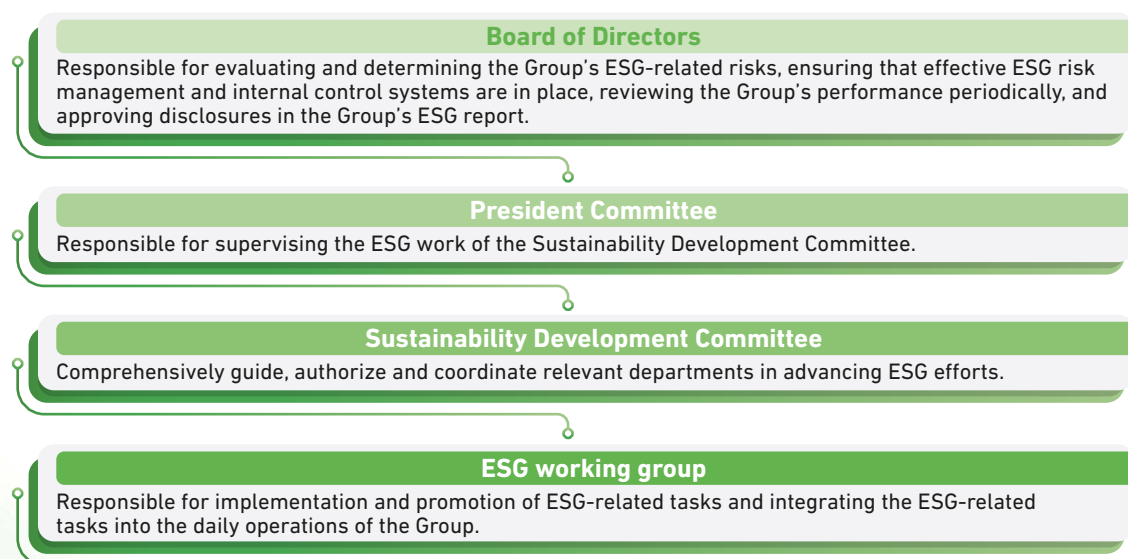 Board of Directors
Responsible for evaluating and determining the Group's ESG-related risks, ensuring that effective ESG risk
management and internal control systems are in place, reviewing the Group's performance periodically, and
approving disclosures in the Group's ESG report.
President Committee
Responsible for supervising the ESG work of the Sustainability Development Committee.
Sustainability Development Committee
Comprehensively guide, authorize and coordinate relevant departments in advancing ESG efforts.
ESG working group
Responsible for implementation and promotion of ESG-related tasks and integrating the ESG-related
tasks into the daily operations of the Group.